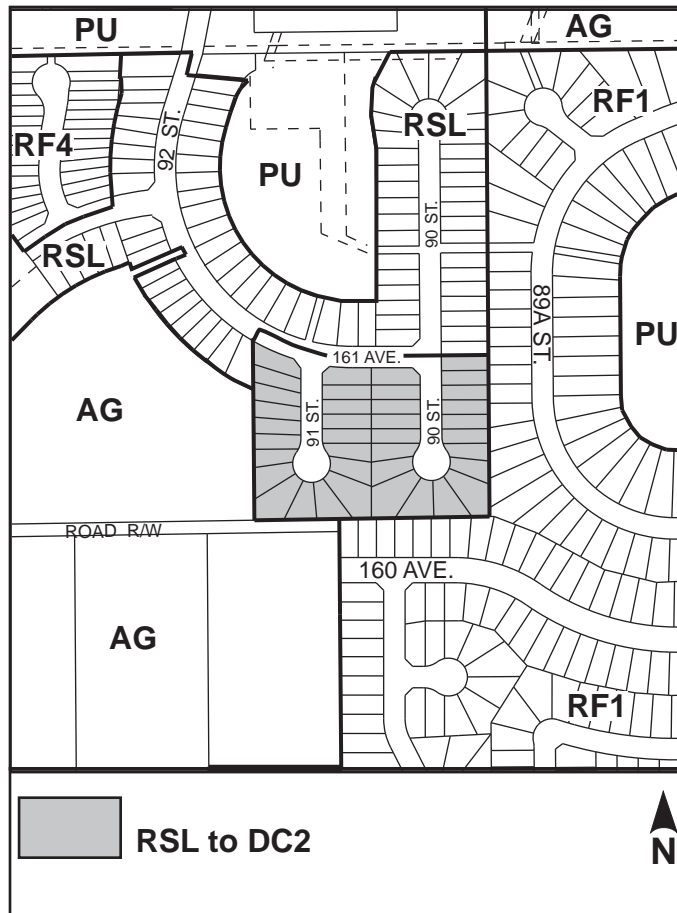 PU
AG
RF4
92 ST.
PU
RSL
90 ST.
RF1
RSL
89A ST.
PU
161 AVE.
AG
91 ST.
90 ST.
ROAD R/W
160 AVE.
AG
RF1
RSL to DC2
N